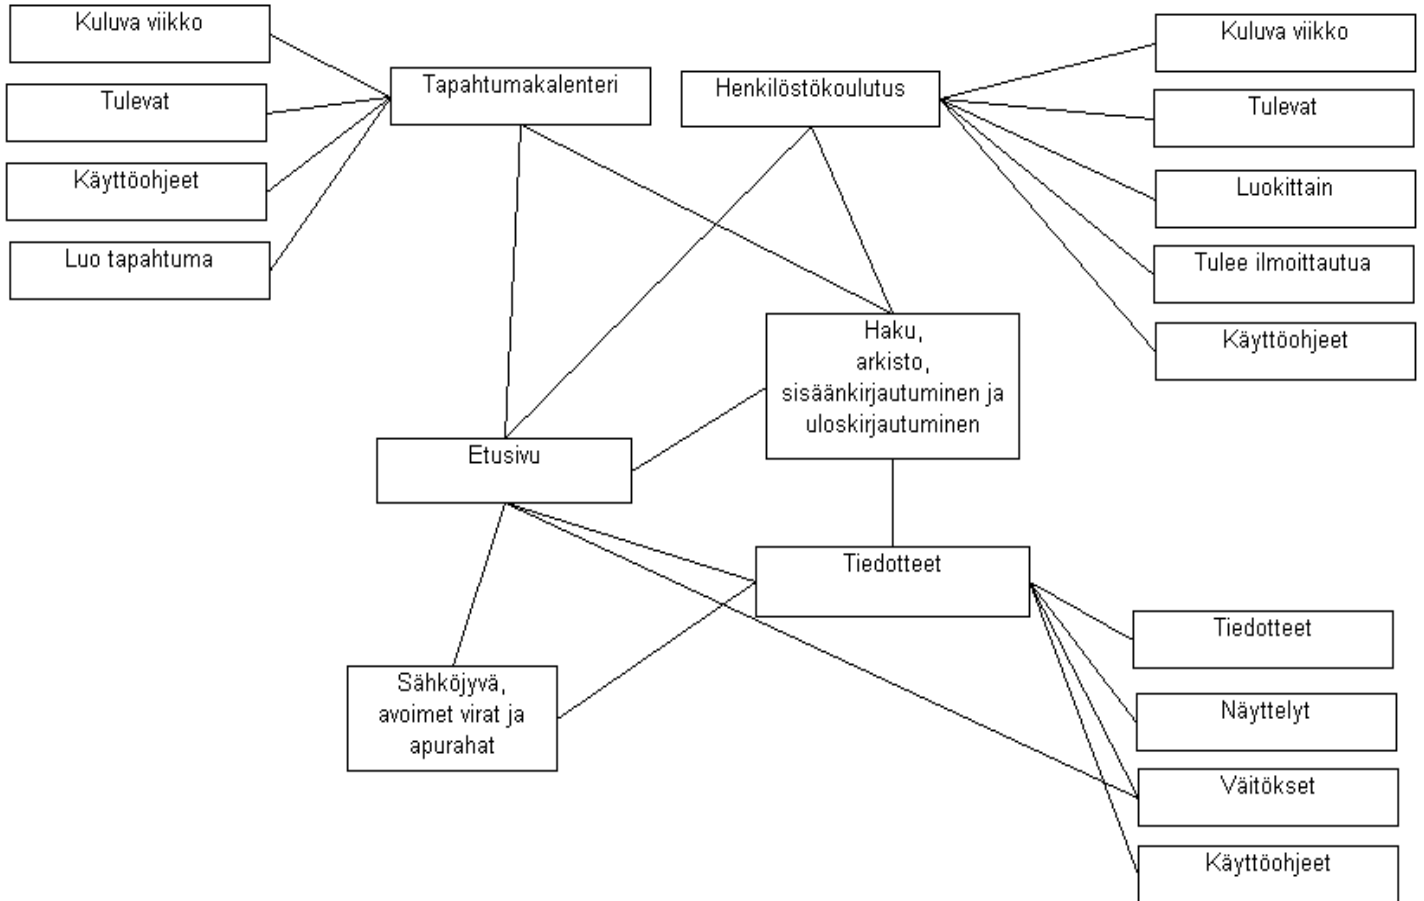 Kuluva viikko
Tulevat
Käyttöohjeet
Luo tapahtuma
Tapahtumakalenteri
Henkilöstökoulutus
Kuluva viikko
Tulevat
Luokittain
Tulee ilmoittautua
Käyttöohjeet
Haku,
arkisto,
sisäänkirjautuminen ja
uloskirjautuminen
Etusivu
Tiedotteet
Sähköjyvä,
avoimet virat ja
apurahat
Tiedotteet
Näyttelyt
Väitökset
Käyttöohjeet